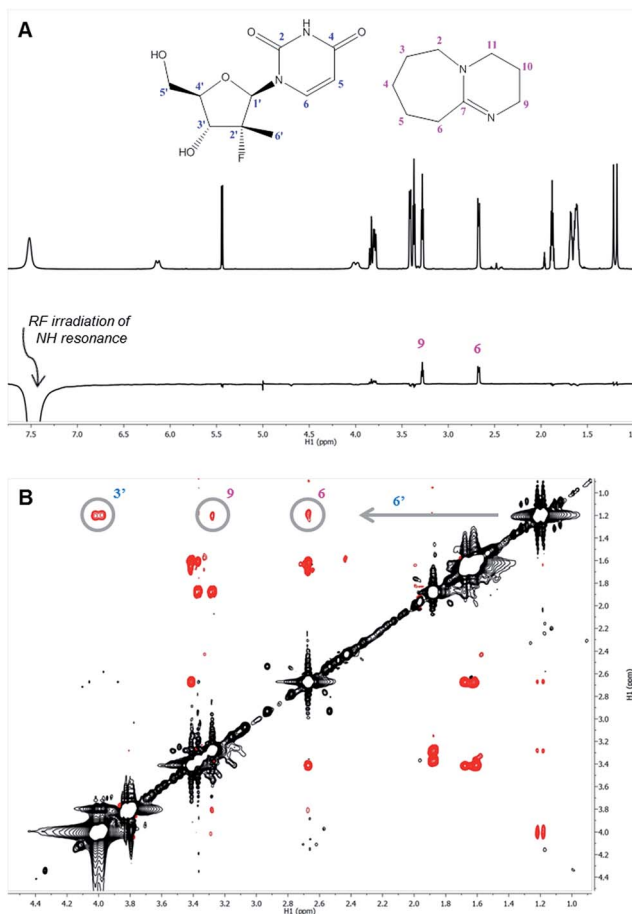 A
O
H
N
O
2
4
HO
O
N
5
5'
4'
1'
6
3'
2'
6'
HO
F
3
2
11
10
4
N
5
7
9
6
N
RF irradiation of
NH resonance
9
6
7.5 7.0 6.5 6.0 5.5 5.0 4.5 4.0 3.5 3.0 2.5 2.0 1.5 1.0
H1 (ppm)
B
3' 9 6 6'
1.0
1.2
1.4
1.6
1.8
2.0
2.2
2.4
2.6
2.8
3.0
3.2
3.4
3.6
3.8
4.0
4.2
4.4
H1 (ppm)
4.4 4.2 4.0 3.8 3.6 3.4 3.2 3.0 2.8 2.6 2.4 2.2 2.0 1.8 1.6 1.4 1.2 1.0
H1 (ppm)